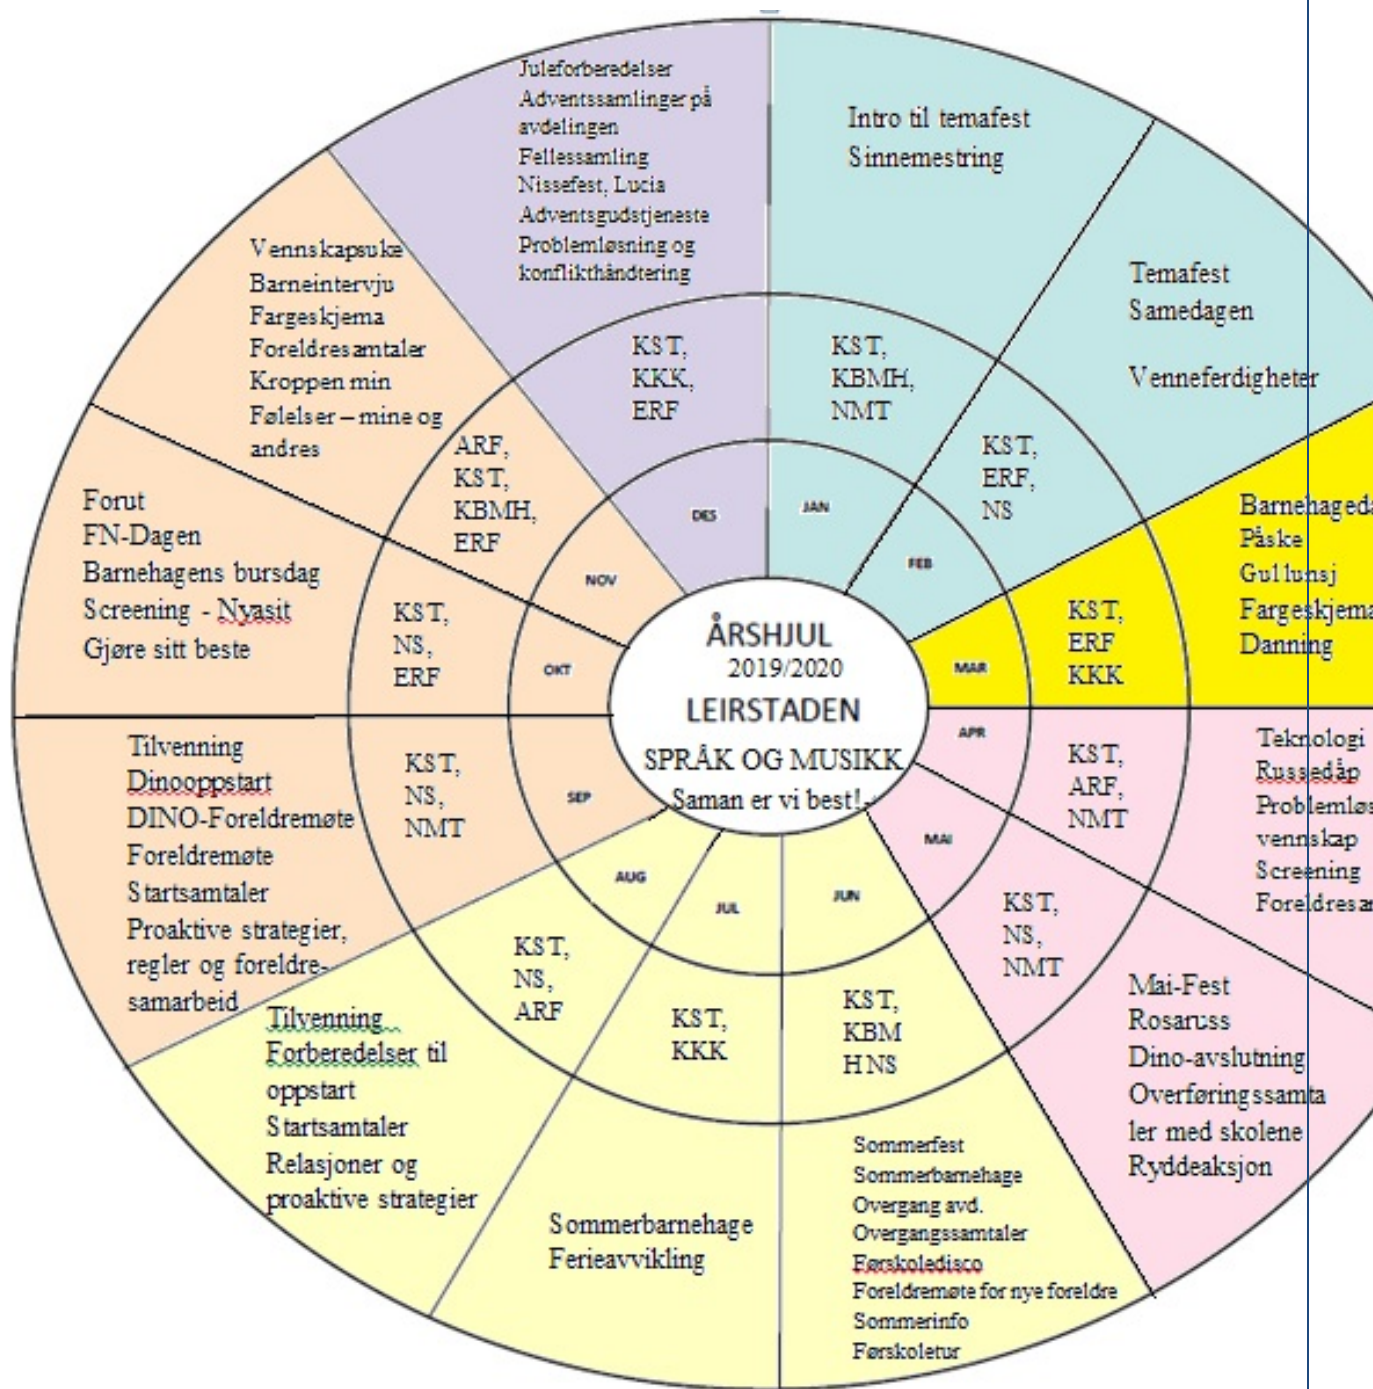 ÅRSHJUL
2019/2020
LEIRSTADEN
SPRÅK OG MUSIKK
Saman er vi best!
JAN
KST,
KBMH,
NMT
Intro til temafest
Sinnemestring
FEB
KST,
ERF,
NS
Temafest
Samedagen
Venneferdigheter
MAR
KST,
ERF
KKK
Barnehageda
Påske
Gullunsj
Fargeskjema
Danning
APR
KST,
ARF,
NMT
Teknologi
Russedåp
Problemløs
vennskap
Screening
Foreldresar
MAI
KST,
NS,
NMT
Mai-Fest
Rosaruss
Dino-avslutning
Overføringssamta
ler med skolene
Ryddeaksjon
JUN
KST,
KBM
H NS
Sommerfest
Sommerbarnehage
Overgang avd.
Overgangssamtaler
Førskoledisco
Foreldremøte for nye foreldre
Sommerinfo
Førskoletur
JUL
KST,
KKK
Sommerbarnehage
Ferieavvikling
AUG
KST,
NS,
ARF
Tilvenning
Forberedelser til
oppstart
Startsamtaler
Relasjoner og
proaktive strategier
SEP
KST,
NS,
NMT
Tilvenning
Dinooppstart
DINO-Foreldremøte
Foreldremøte
Startsamtaler
Proaktive strategier,
regler og foreldre-
samarbeid
OKT
KST,
NS,
ERF
Forut
FN-Dagen
Barnehagens bursdag
Screening - Nyasit
Gjøre sitt beste
NOV
ARF,
KST,
KBMH,
ERF
Vennskapsuke
Barneintervju
Fargeskjema
Foreldresamtaler
Kroppen min
Følelser – mine og
andres
DES
KST,
KKK,
ERF
Juleforberedelser
Adventssamlinger på
avdelingen
Fellessamling
Nissefest, Lucia
Adventsgudstjeneste
Problemløsning og
konflikthåndtering